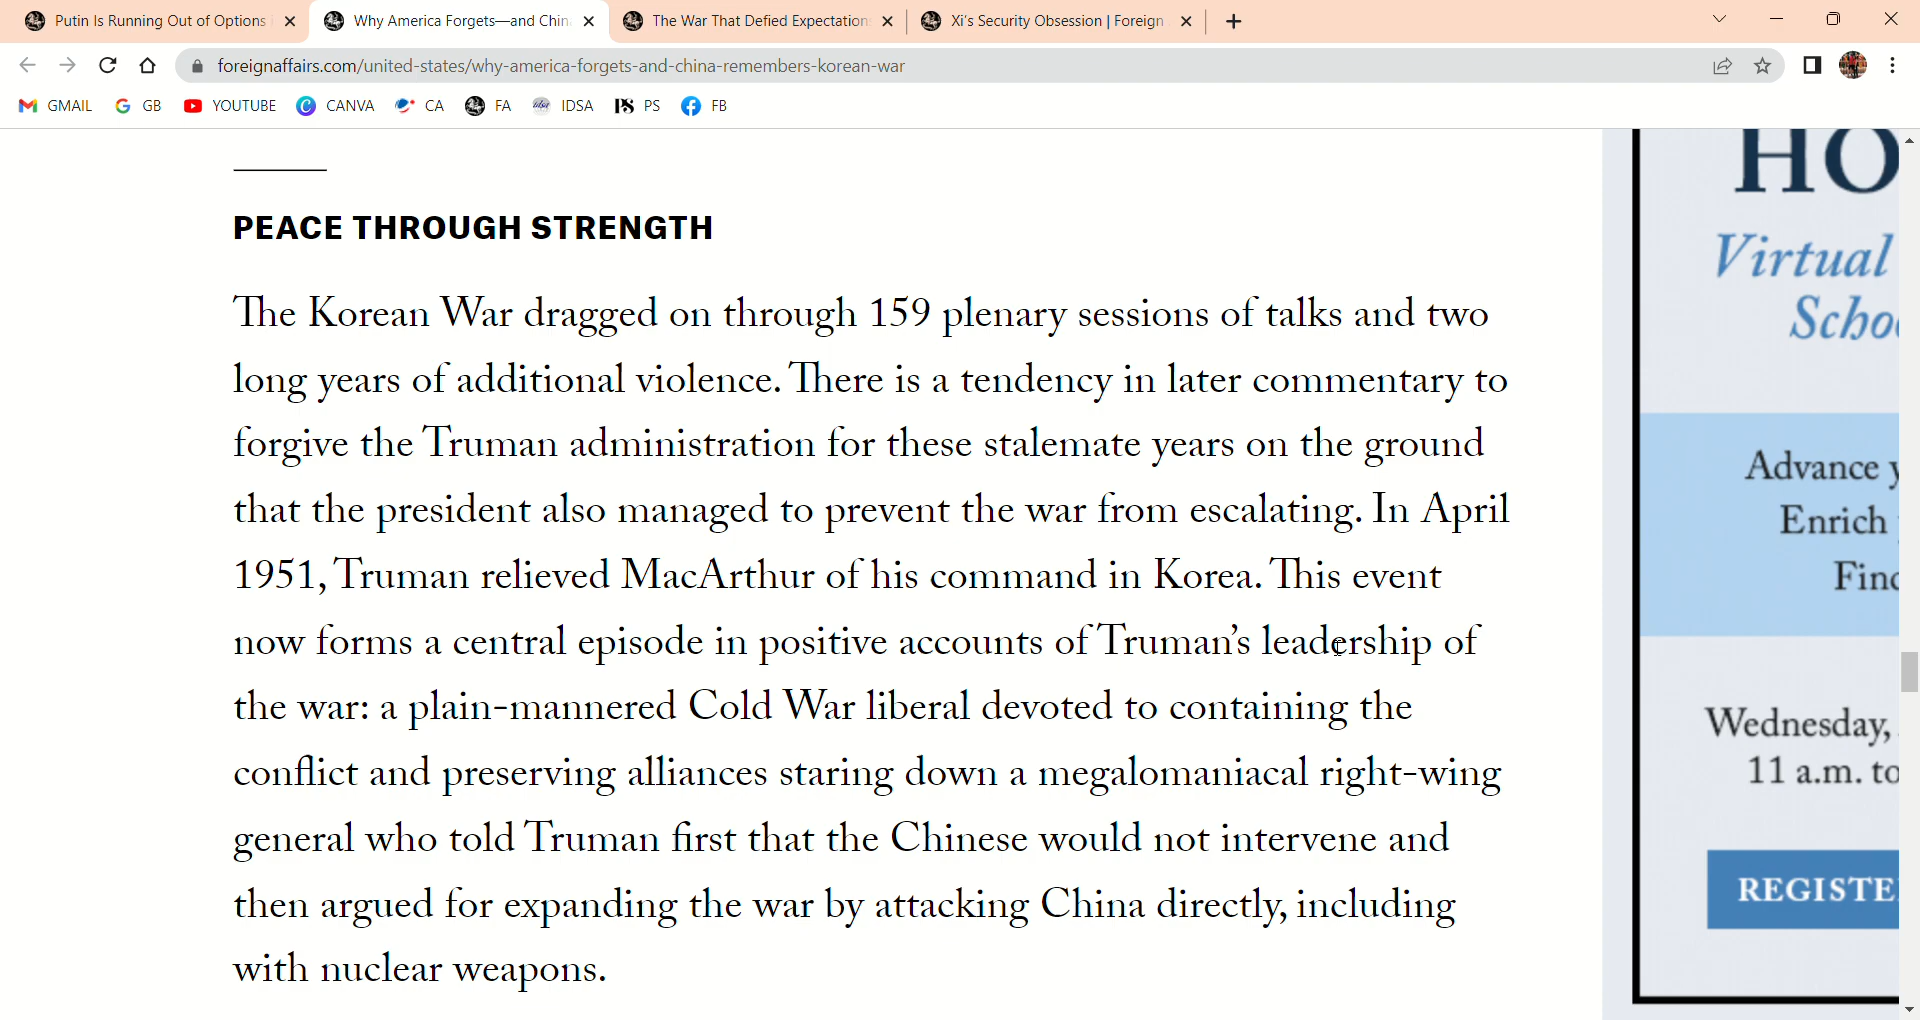 Putin Is Running Out of Options
Why America Forgets—and Chin
The War That Defied Expectation
Xi's Security Obsession | Foreign
foreignaffairs.com/united-states/why-america-forgets-and-china-remembers-korean-war
GMAIL
GB
YOUTUBE
CANVA
CA
FA
IDSA
PS PS
FB
PEACE THROUGH STRENGTH
The Korean War dragged on through 159 plenary sessions of talks and two
long years of additional violence. There is a tendency in later commentary to
forgive the Truman administration for these stalemate years on the ground
that the president also managed to prevent the war from escalating. In April
1951, Truman relieved MacArthur of his command in Korea. This event
now forms a central episode in positive accounts of Truman's leadership of
the war: a plain-mannered Cold War liberal devoted to containing the
conflict and preserving alliances staring down a megalomaniacal right-wing
general who told Truman first that the Chinese would not intervene and
then argued for expanding the war by attacking China directly, including
with nuclear weapons.
HO
Virtual
Scho
Advance y
Enrich
Fin
Wednesday,
11 a.m. to
REGISTE